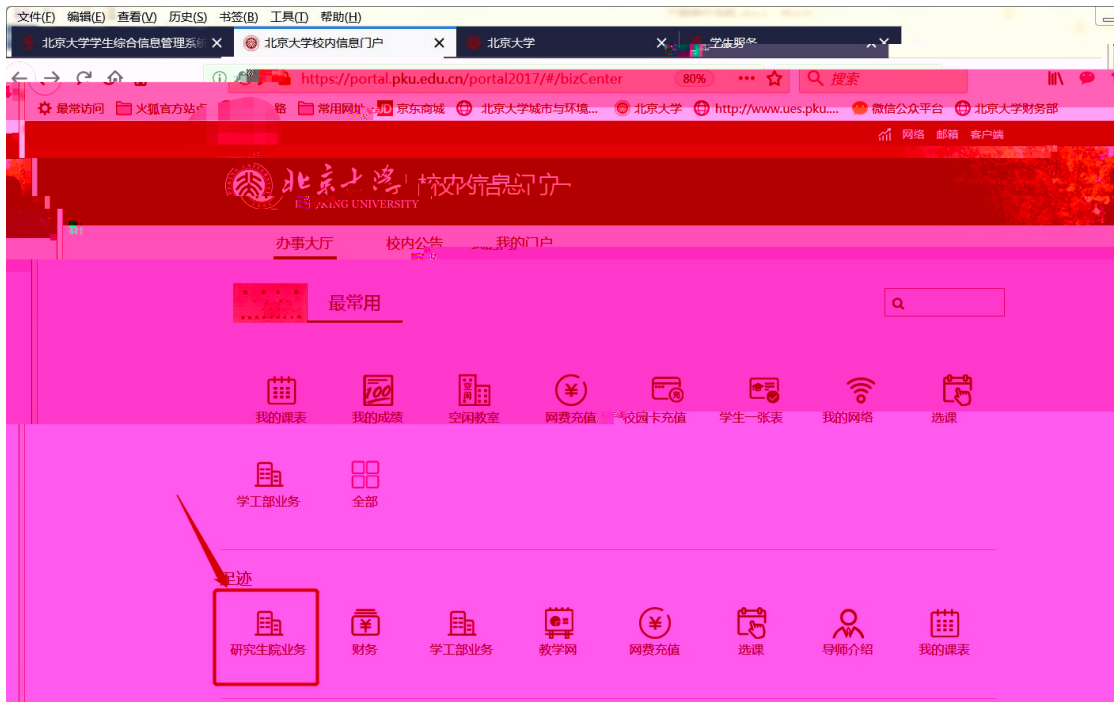 文件(F) 编辑(E) 查看(V) 历史(S) 书签(B) 工具(T) 帮助(H)
北京大学学生综合信息管理系统 北京大学校内信息门户 北京大学 学生服务
https://portal.pku.edu.cn/portal2017/#/bizCenter 80% 搜索
最常访问 火狐官方站点 常用网址 京东商城 北京大学城市与环境... 北京大学 http://www.ues.pku.... 微信公众平台 北京大学财务部
网络 邮箱 客户端
北京大学 校内信息门户
PEKING UNIVERSITY
办事大厅 校内公告 我的门户
最常用
我的课表 我的成绩 空闲教室 网费充值 校园卡充值 学生一张表 我的网络 选课
学工部业务 全部
足迹
研究生院业务 财务 学工部业务 教学网 网费充值 选课 导师介绍 我的课表